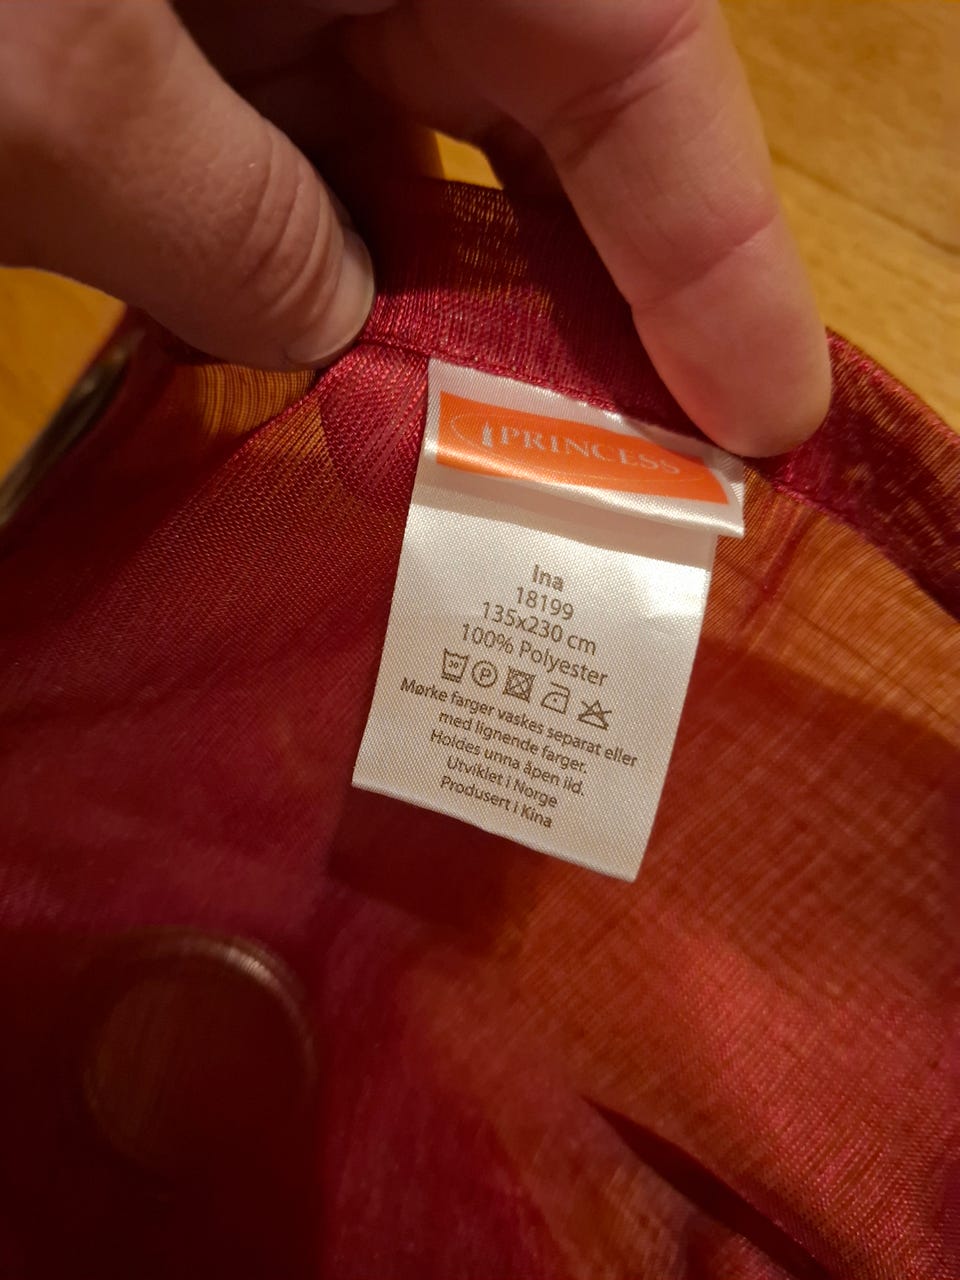 PRINCESS
Ina
18199
135x230 cm
100% Polyester
30 P
Mørke farger vaskes separat eller
med lignende farger.
Holdes unna åpen ild.
Utviklet i Norge
Produsert i Kina